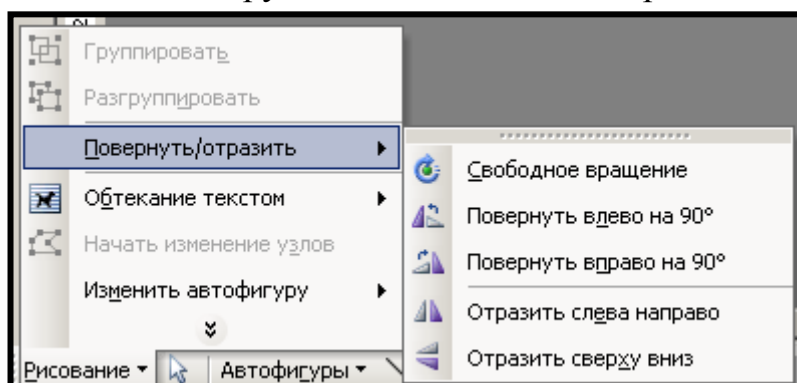 Группировать
Разгруппировать
Повернуть/отразить
Обтекание текстом
Начать изменение узлов
Изменить автофигуру
Свободное вращение
Повернуть влево на 90°
Повернуть вправо на 90°
Отразить слева направо
Отразить сверху вниз
Рисование
Автофигуры